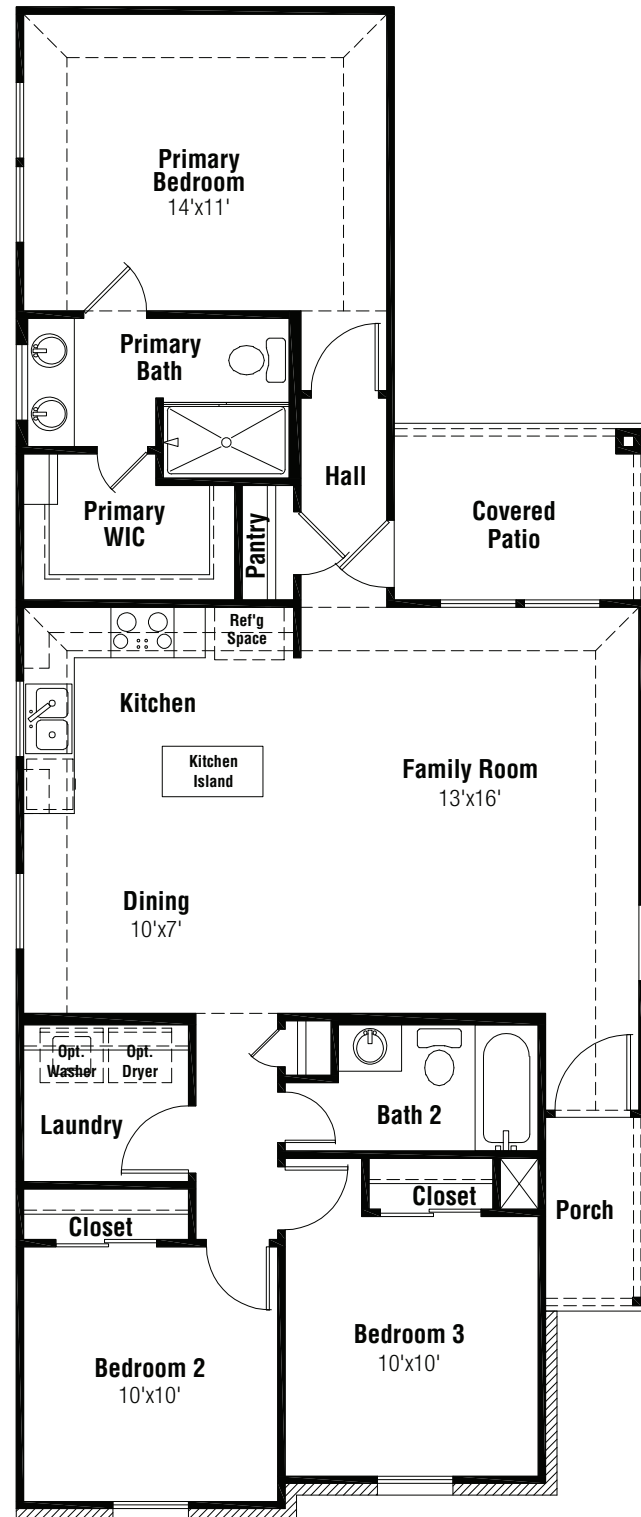 Primary
Bedroom
14'x11'
Primary
Bath
Hall
Primary
WIC
Pantry
Covered
Patio
Ref'g
Space
Kitchen
Kitchen
Island
Family Room
13'x16'
Dining
10'x7'
Opt.
Washer
Opt.
Dryer
Laundry
Bath 2
Closet
Closet
Porch
Bedroom 2
10'x10'
Bedroom 3
10'x10'